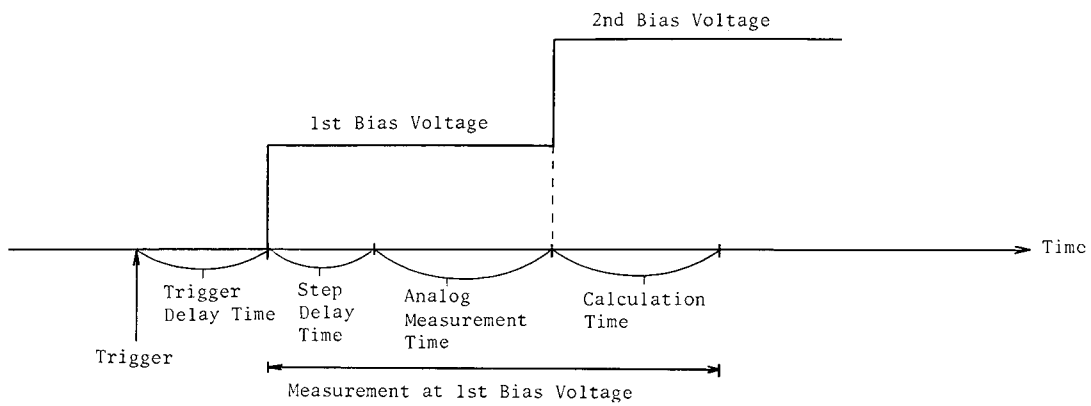 2nd Bias Voltage
1st Bias Voltage
Time
Trigger
Delay Time
Step
Delay
Time
Analog
Measurement
Time
Calculation
Time
Trigger
Measurement at 1st Bias Voltage